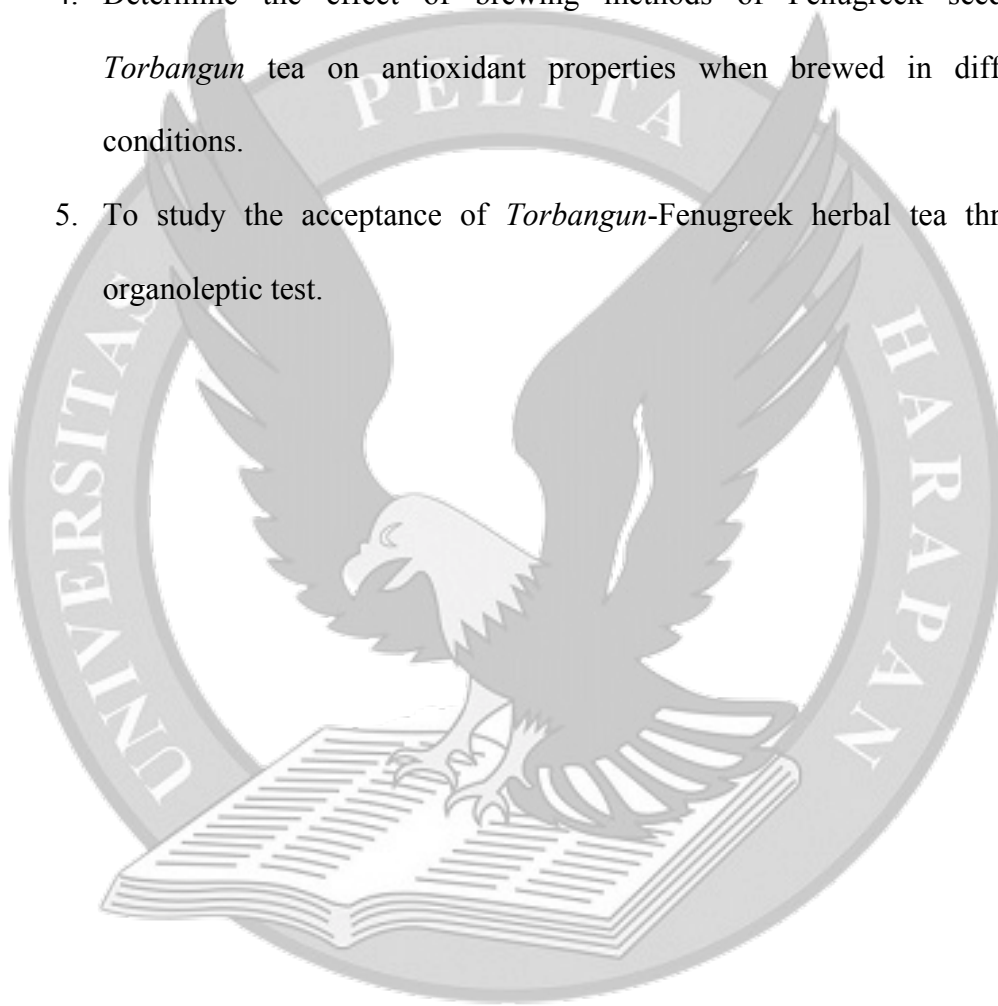 Determine the effect of brewing methods of Fenugreek
Torbangun tea on antioxidant properties when brewed in
conditions.
5. To study the acceptance of Torbangun-Fenugreek herbal tea
organoleptic test.
UNIVERSITAS PELITA HARAPAN